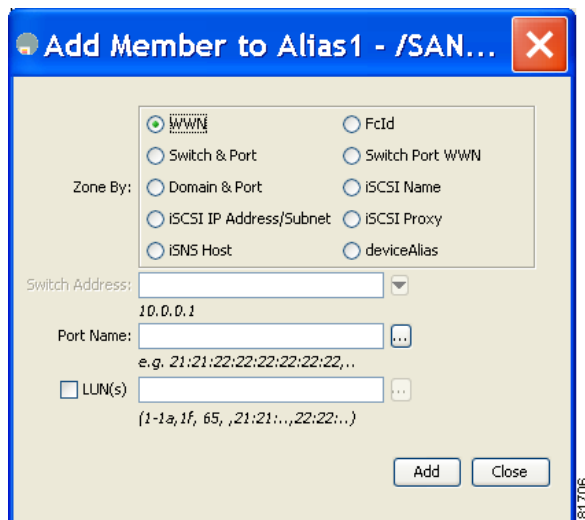 Add Member to Alias1 - /SAN...
Zone By:
WWN
FcId
Switch & Port
Switch Port WWN
Domain & Port
iSCSI Name
iSCSI IP Address/Subnet
iSCSI Proxy
iSNS Host
deviceAlias
Switch Address:
10.0.0.1
Port Name:
...
e.g. 21:21:22:22:22:22:22:22,..
LUN(s)
...
(1-1a,1f, 65, ,21:21:..,22:22:..)
Add
Close
81706